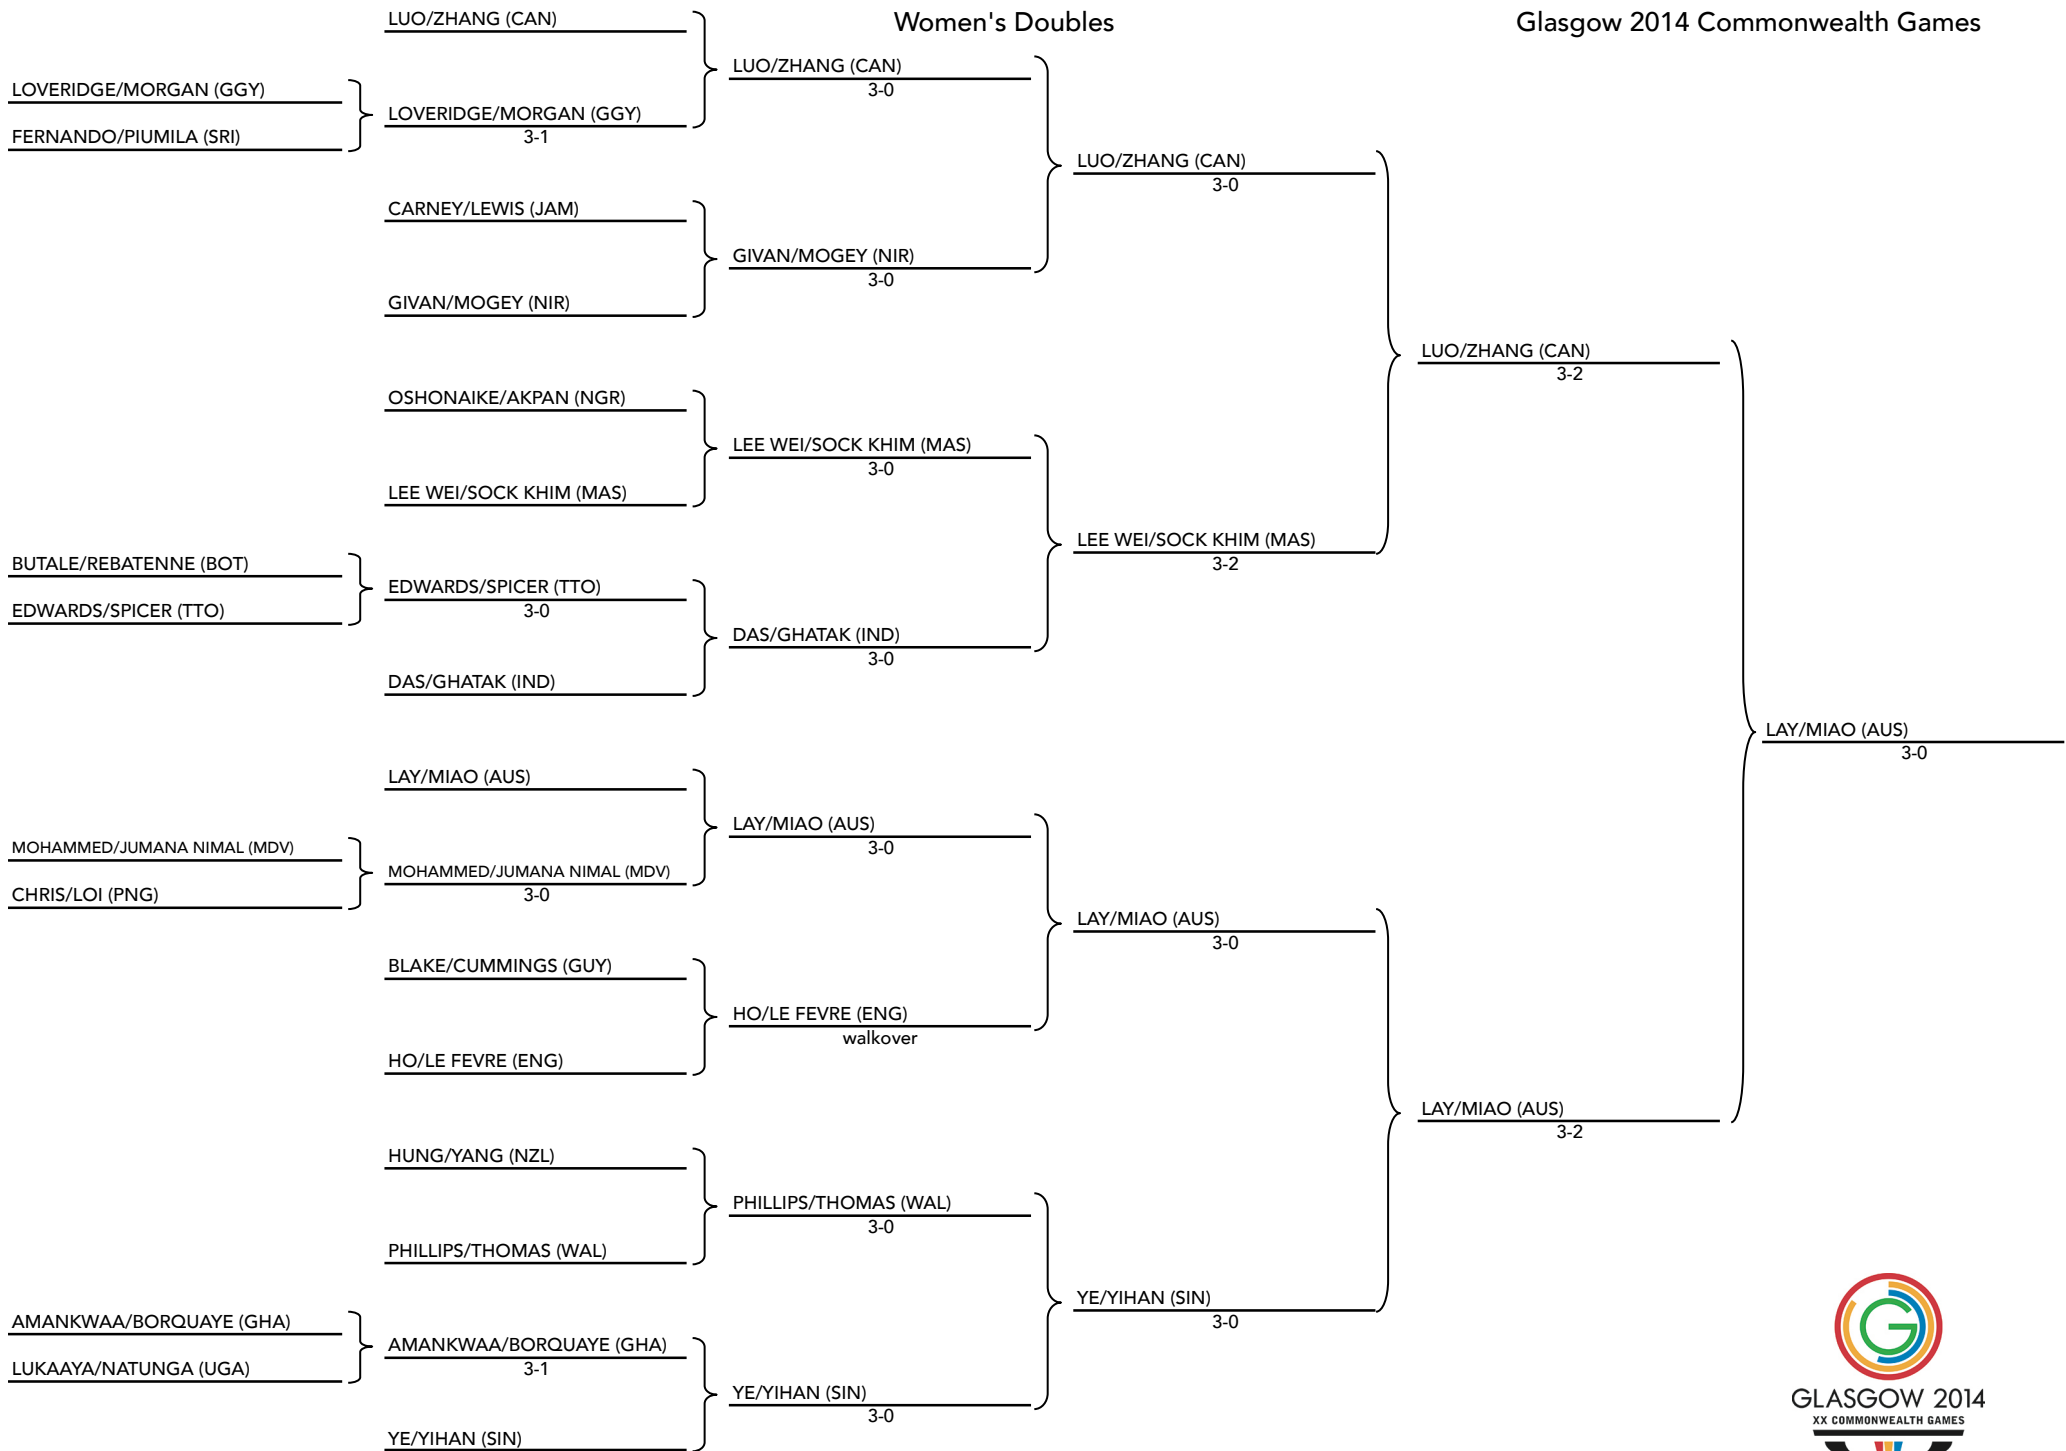 Women's Doubles
Glasgow 2014 Commonwealth Games
LOVERIDGE/MORGAN (GGY)
FERNANDO/PIUMILA (SRI)
BUTALE/REBATENNE (BOT)
EDWARDS/SPICER (TTO)
MOHAMMED/JUMANA NIMAL (MDV)
CHRIS/LOI (PNG)
AMANKWAA/BORQUAYE (GHA)
LUKAAYA/NATUNGA (UGA)
LUO/ZHANG (CAN)
LOVERIDGE/MORGAN (GGY)
3-1
CARNEY/LEWIS (JAM)
GIVAN/MOGEY (NIR)
OSHONAIKE/AKPAN (NGR)
LEE WEI/SOCK KHIM (MAS)
EDWARDS/SPICER (TTO)
3-0
DAS/GHATAK (IND)
LAY/MIAO (AUS)
MOHAMMED/JUMANA NIMAL (MDV)
3-0
BLAKE/CUMMINGS (GUY)
HO/LE FEVRE (ENG)
HUNG/YANG (NZL)
PHILLIPS/THOMAS (WAL)
AMANKWAA/BORQUAYE (GHA)
3-1
YE/YIHAN (SIN)
LUO/ZHANG (CAN)
3-0
GIVAN/MOGEY (NIR)
3-0
LEE WEI/SOCK KHIM (MAS)
3-0
DAS/GHATAK (IND)
3-0
LAY/MIAO (AUS)
3-0
HO/LE FEVRE (ENG)
walkover
PHILLIPS/THOMAS (WAL)
3-0
YE/YIHAN (SIN)
3-0
LUO/ZHANG (CAN)
3-0
LEE WEI/SOCK KHIM (MAS)
3-2
LAY/MIAO (AUS)
3-0
YE/YIHAN (SIN)
3-0
LUO/ZHANG (CAN)
3-2
LAY/MIAO (AUS)
3-2
LAY/MIAO (AUS)
3-0
GLASGOW 2014
XX COMMONWEALTH GAMES